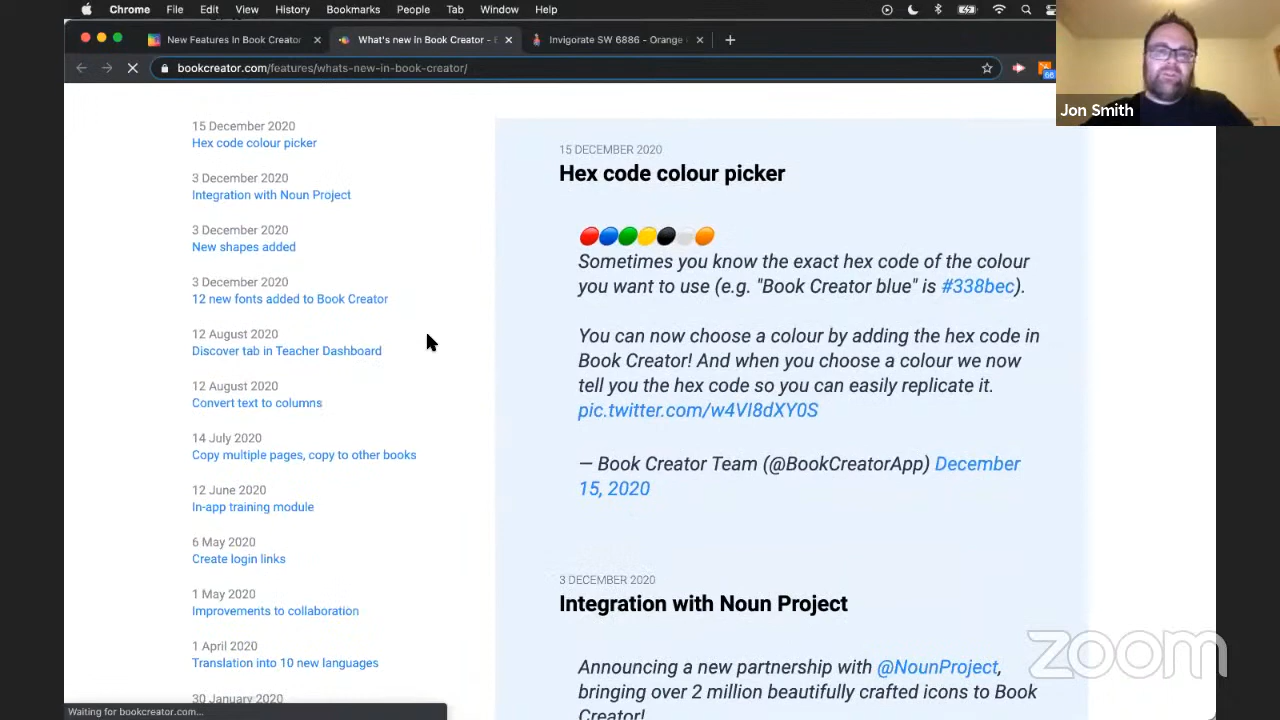 Chrome File Edit View History Bookmarks People Tab Window Help
New Features In Book Creator
What's new in Book Creator - E
Invigorate SW 6886 - Orange
bookcreator.com/features/whats-new-in-book-creator/
66
Jon Smith
15 December 2020
Hex code colour picker
3 December 2020
Integration with Noun Project
3 December 2020
New shapes added
3 December 2020
12 new fonts added to Book Creator
12 August 2020
Discover tab in Teacher Dashboard
12 August 2020
Convert text to columns
14 July 2020
Copy multiple pages, copy to other books
12 June 2020
In-app training module
6 May 2020
Create login links
1 May 2020
Improvements to collaboration
1 April 2020
Translation into 10 new languages
30 January 2020
Waiting for bookcreator.com...
15 DECEMBER 2020
Hex code colour picker
Sometimes you know the exact hex code of the colour
you want to use (e.g. "Book Creator blue" is #338bec).
You can now choose a colour by adding the hex code in
Book Creator! And when you choose a colour we now
tell you the hex code so you can easily replicate it.
pic.twitter.com/w4VI8dXY0S
— Book Creator Team (@BookCreatorApp) December
15, 2020
3 DECEMBER 2020
Integration with Noun Project
Announcing a new partnership with @NounProject,
bringing over 2 million beautifully crafted icons to Book
Creator!
zoom